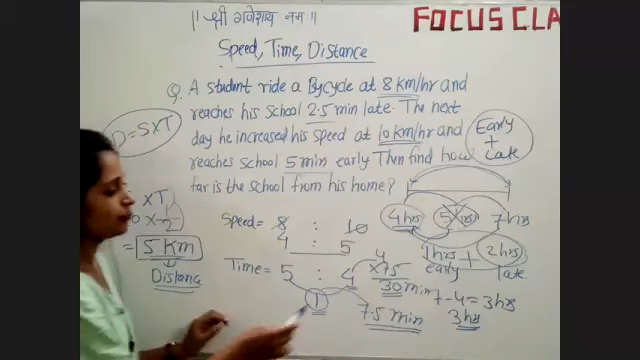 ॥ श्री गणेशाय नमः ॥
FOCUS CLA
Speed, Time, Distance
Q. A student ride a Bycycle at 8 km/hr and
reaches his School 2.5 min late. The next
day he increased his speed at 10 km/hr and
reaches school 5 min early Then find how
far is the school from his home?
D = S×T
Early
+
Late
4hrs 5hrs 7hrs
1hrs + 2hrs
early late
7-4=3hrs
3hrs
Speed= 8 : 10
4 : 5
Time= 5 : 4
1
7.5 min
4
×7.5
30 min
×T
= 5 Km
Distance